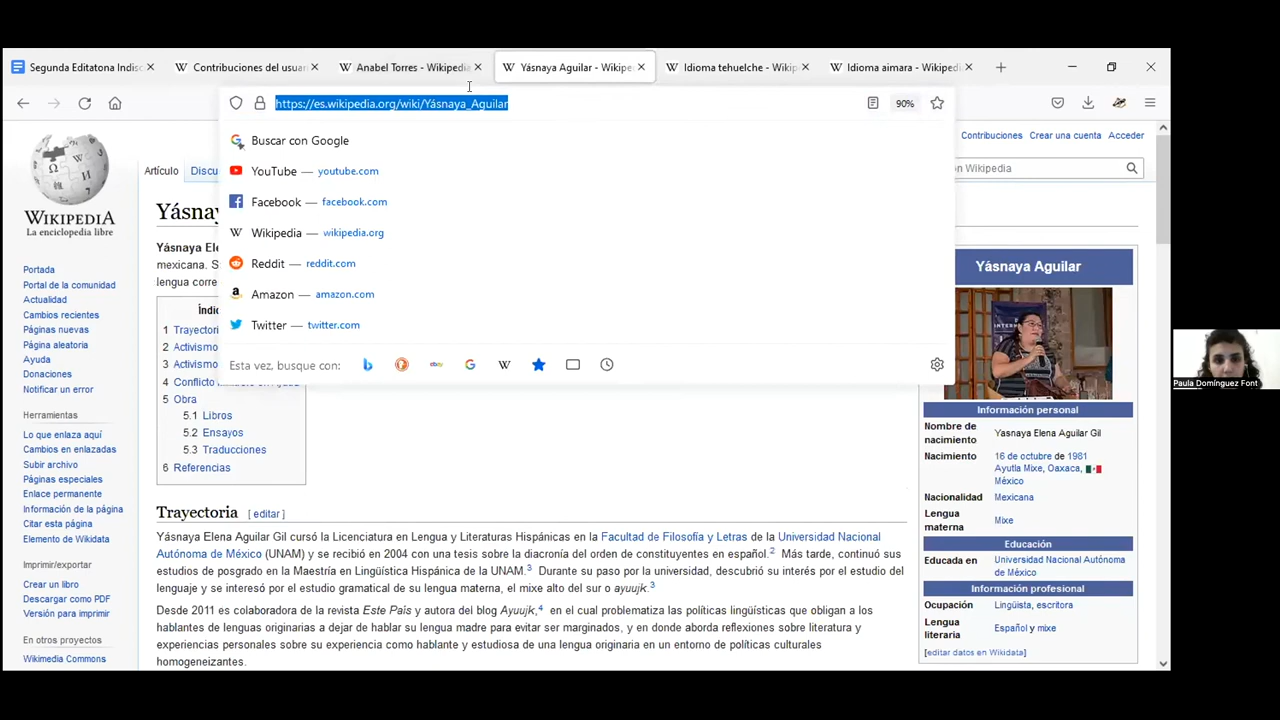 Segunda Editatona Indisc
Contribuciones del usua
Anabel Torres - Wikipedi
Yásnaya Aguilar - Wikipe
Idioma tehuelche - Wikip
Idioma aimara - Wikipedi
https://es.wikipedia.org/wiki/Yásnaya_Aguilar
90%
Buscar con Google
YouTube — youtube.com
Facebook — facebook.com
Wikipedia — wikipedia.org
Reddit — reddit.com
Amazon — amazon.com
Twitter — twitter.com
Esta vez, busque con:
Contribuciones Crear una cuenta Acceder
Artículo Discu
n Wikipedia
WIKIPEDIA
La enciclopedia libre
Portada
Portal de la comunidad
Actualidad
Cambios recientes
Páginas nuevas
Página aleatoria
Ayuda
Donaciones
Notificar un error
Herramientas
Lo que enlaza aquí
Cambios en enlazadas
Subir archivo
Páginas especiales
Enlace permanente
Información de la página
Citar esta página
Elemento de Wikidata
Imprimir/exportar
Crear un libro
Descargar como PDF
Versión para imprimir
En otros proyectos
Wikimedia Commons
Yásnay
Yásnaya Ele
mexicana. S
lengua corre
Índi
1 Trayectori
2 Activismo
3 Activismo
5 Obra
5.1 Libros
5.2 Ensayos
5.3 Traducciones
6 Referencias
Trayectoria [ editar ]
Yásnaya Elena Aguilar Gil cursó la Licenciatura en Lengua y Literaturas Hispánicas en la Facultad de Filosofía y Letras de la Universidad Nacional
Autónoma de México (UNAM) y se recibió en 2004 con una tesis sobre la diacronía del orden de constituyentes en español.2 Más tarde, continuó sus
estudios de posgrado en la Maestría en Lingüística Hispánica de la UNAM.3 Durante su paso por la universidad, descubrió su interés por el estudio del
lenguaje y se interesó por el estudio gramatical de su lengua materna, el mixe alto del sur o ayuujk.3
Desde 2011 es colaboradora de la revista Este País y autora del blog Ayuujk,4 en el cual problematiza las políticas lingüísticas que obligan a los
hablantes de lenguas originarias a dejar de hablar su lengua madre para evitar ser marginados, y en donde aborda reflexiones sobre literatura y
experiencias personales sobre su experiencia como hablante y estudiosa de una lengua originaria en un entorno de políticas culturales
homogeneizantes.
Yásnaya Aguilar
Información personal
Nombre de nacimiento Yasnaya Elena Aguilar Gil
Nacimiento 16 de octubre de 1981
Ayutla Mixe, Oaxaca,
México
Nacionalidad Mexicana
Lengua materna Mixe
Educación
Educada en Universidad Nacional Autónoma
de México
Información profesional
Ocupación Lingüista, escritora
Lengua literaria Español y mixe
[editar datos en Wikidata]
Paula Domínguez Font